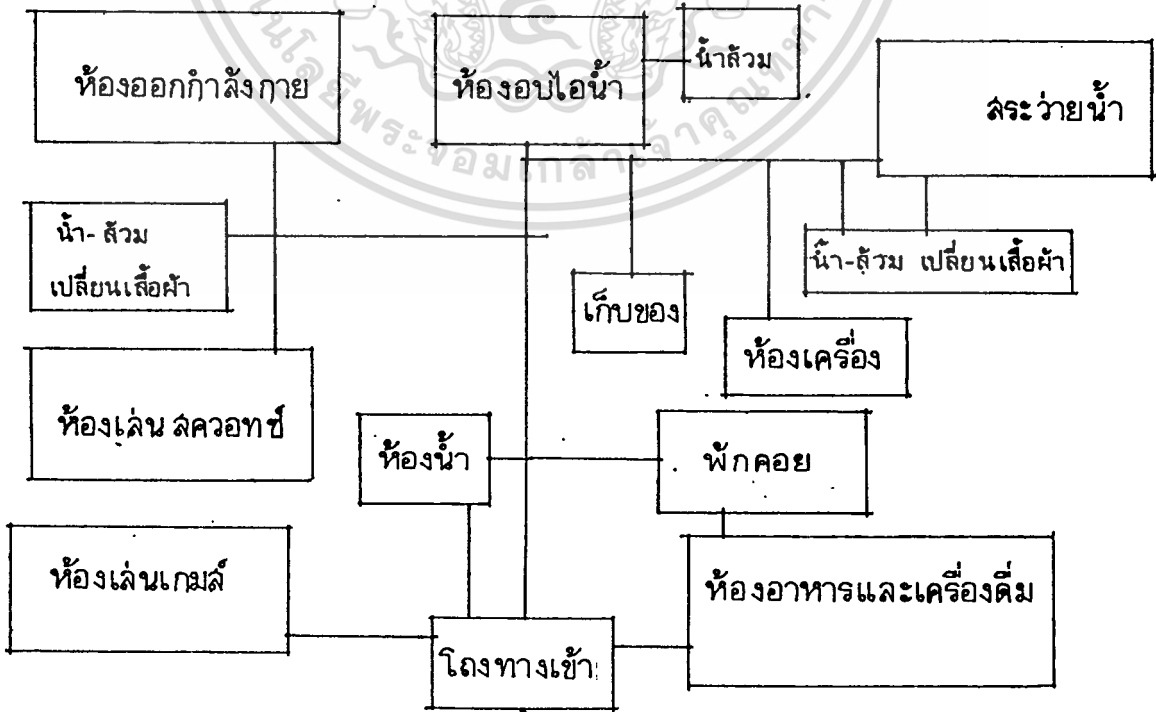 น้ำส้วม
ห้องออกกำลังกาย
ห้องอบไอน้ำ
สระว่ายน้ำ
น้ำ-ส้วม
เปลี่ยนเสื้อผ้า
น้ำ-ส้วม เปลี่ยนเสื้อผ้า
เก็บของ
ห้องเครื่อง
ห้องเล่นสควอทซ์
ห้องน้ำ
พักคอย
ห้องเล่นเกมส์
ห้องอาหารและเครื่องดื่ม
โถงทางเข้า